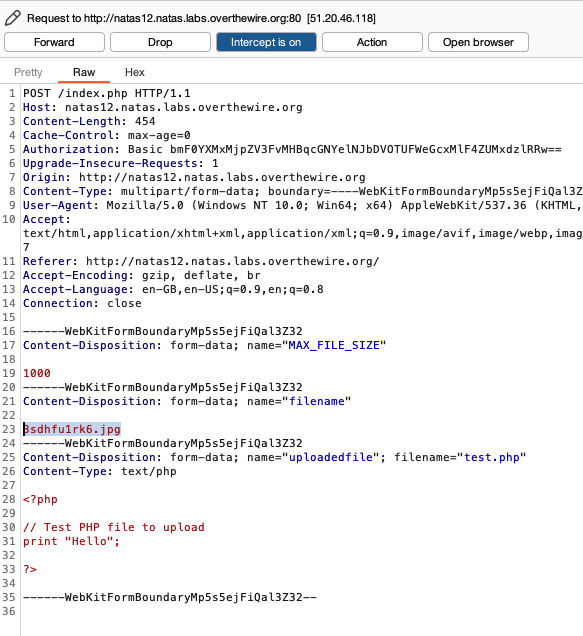 Request to http://natas12.natas.labs.overthewire.org:80 [51.20.46.118]
Forward Drop Intercept is on Action Open browser
Pretty Raw Hex
1 POST /index.php HTTP/1.1
2 Host: natas12.natas.labs.overthewire.org
3 Content-Length: 454
4 Cache-Control: max-age=0
5 Authorization: Basic bmF0YXMxMjpZV3FvMHBqcGNYelNJbDVOTUFWeGcxMlF4ZUMxdzlRRw==
6 Upgrade-Insecure-Requests: 1
7 Origin: http://natas12.natas.labs.overthewire.org
8 Content-Type: multipart/form-data; boundary=----WebKitFormBoundaryMp5s5ejFiQal3Z
9 User-Agent: Mozilla/5.0 (Windows NT 10.0; Win64; x64) AppleWebKit/537.36 (KHTML,
10 Accept:
text/html,application/xhtml+xml,application/xml;q=0.9,image/avif,image/webp,imag
7
11 Referer: http://natas12.natas.labs.overthewire.org/
12 Accept-Encoding: gzip, deflate, br
13 Accept-Language: en-GB,en-US;q=0.9,en;q=0.8
14 Connection: close
15
16 ------WebKitFormBoundaryMp5s5ejFiQal3Z32
17 Content-Disposition: form-data; name="MAX_FILE_SIZE"
18
19 1000
20 ------WebKitFormBoundaryMp5s5ejFiQal3Z32
21 Content-Disposition: form-data; name="filename"
22
23 3sdhfu1rk6.jpg
24 ------WebKitFormBoundaryMp5s5ejFiQal3Z32
25 Content-Disposition: form-data; name="uploadedfile"; filename="test.php"
26 Content-Type: text/php
27
28 <?php
29
30 // Test PHP file to upload
31 print "Hello";
32
33 ?>
34
35 ------WebKitFormBoundaryMp5s5ejFiQal3Z32--
36